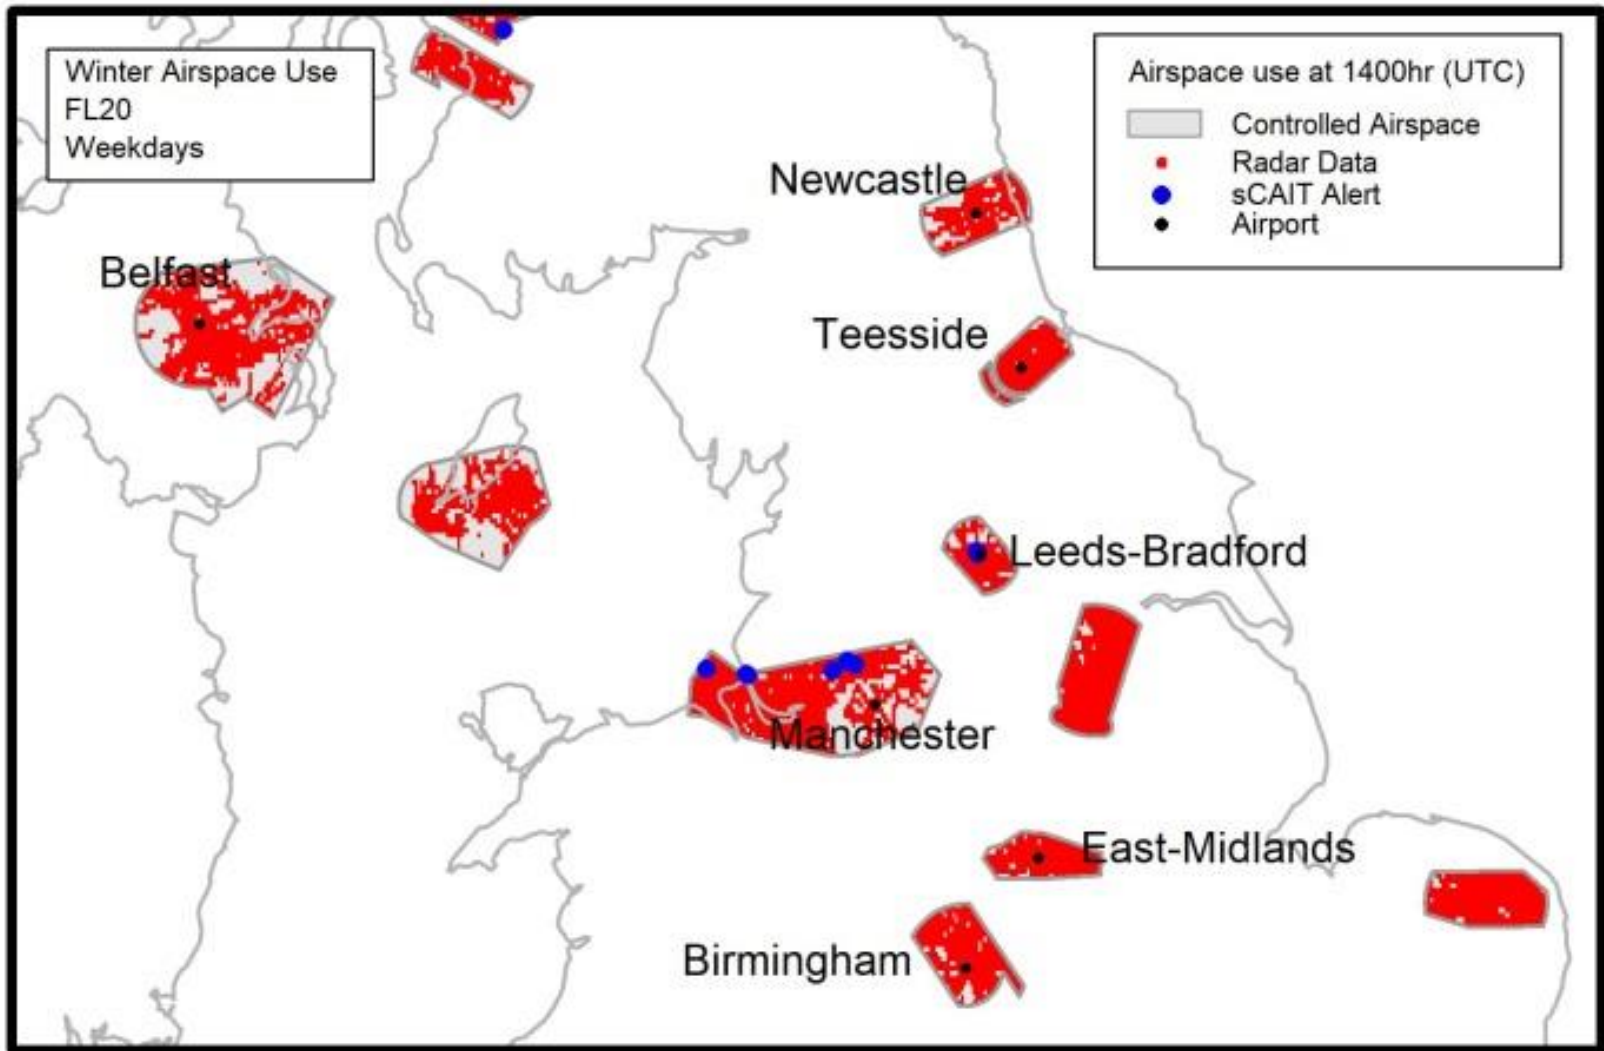 Winter Airspace Use
FL20
Weekdays
Airspace use at 1400hr (UTC)
Controlled Airspace
Radar Data
sCAIT Alert
Airport
Newcastle
Belfast
Teesside
Leeds-Bradford
Manchester
East-Midlands
Birmingham